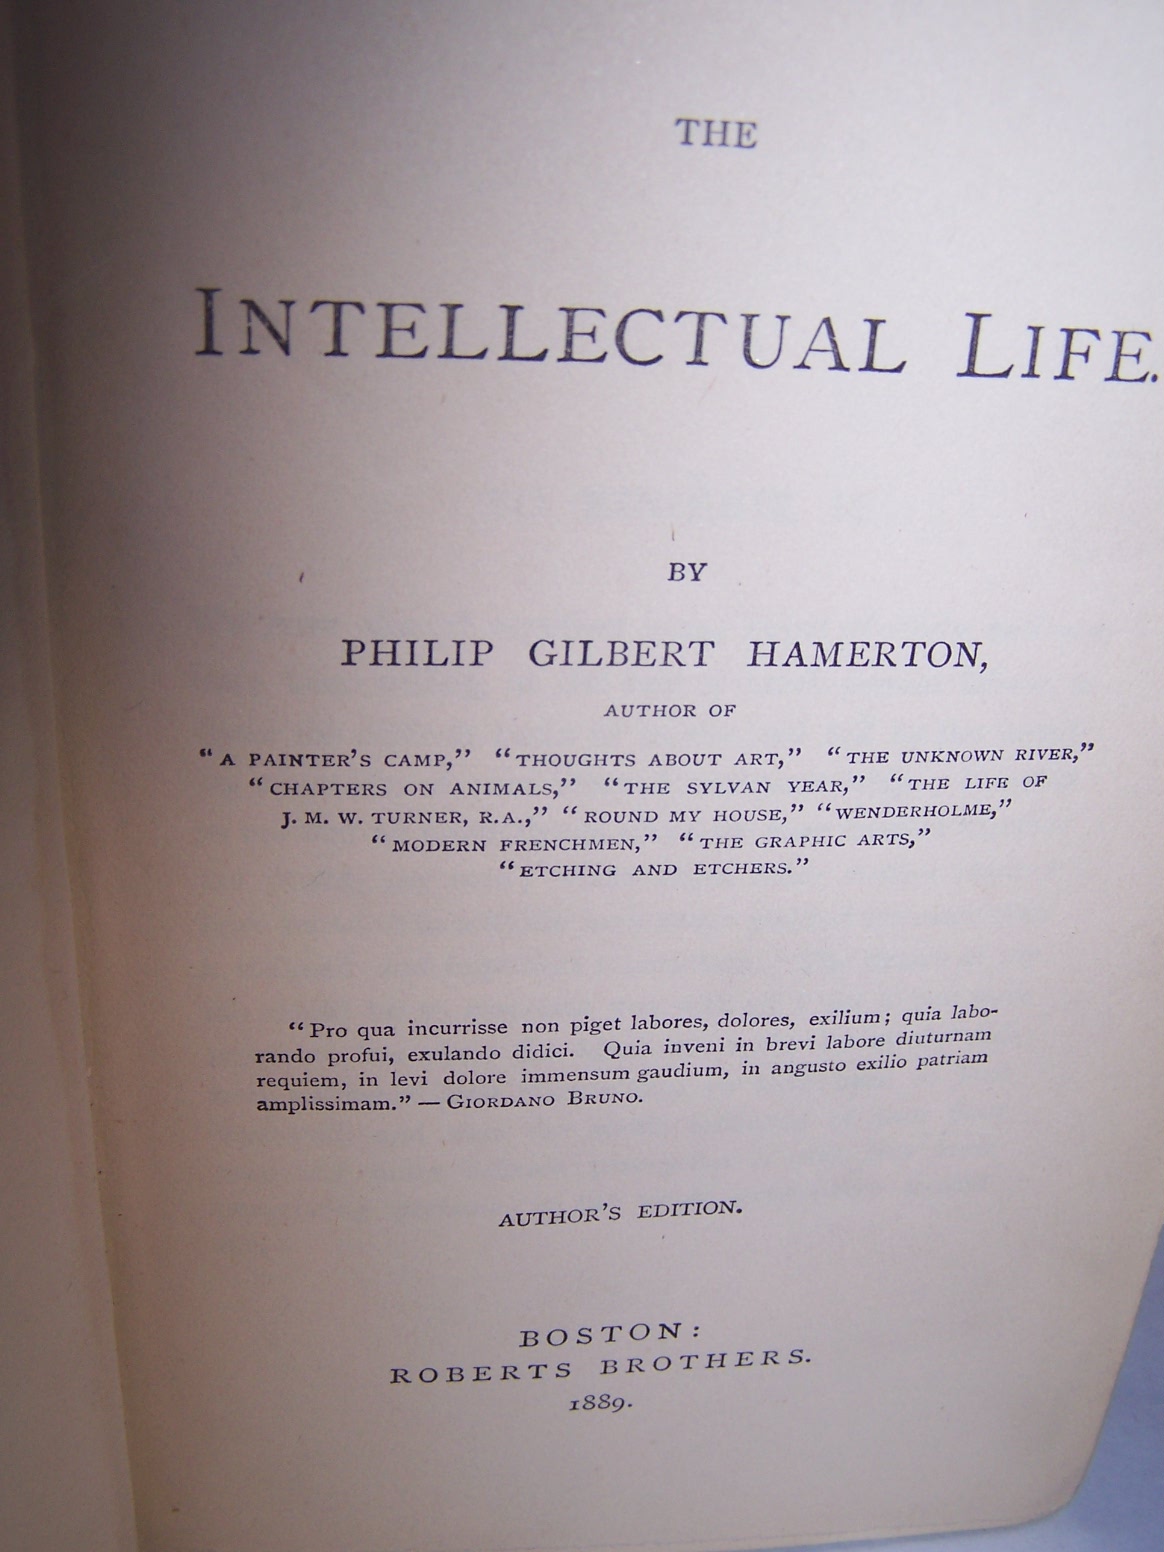 THE
INTELLECTUAL LIFE.
BY
PHILIP GILBERT HAMERTON,
AUTHOR OF
“A PAINTER’S CAMP,” “THOUGHTS ABOUT ART,” “THE UNKNOWN RIVER,”
“CHAPTERS ON ANIMALS,” “THE SYLVAN YEAR,” “THE LIFE OF
J. M. W. TURNER, R.A.,” “ROUND MY HOUSE,” “WENDERHOLME,”
“MODERN FRENCHMEN,” “THE GRAPHIC ARTS,”
“ETCHING AND ETCHERS.”
“Pro qua incurrisse non piget labores, dolores, exilium; quia labo-
rando profui, exulando didici. Quia inveni in brevi labore diuturnam
requiem, in levi dolore immensum gaudium, in angusto exilio patriam
amplissimam.” — GIORDANO BRUNO.
AUTHOR’S EDITION.
BOSTON:
ROBERTS BROTHERS.
1889.